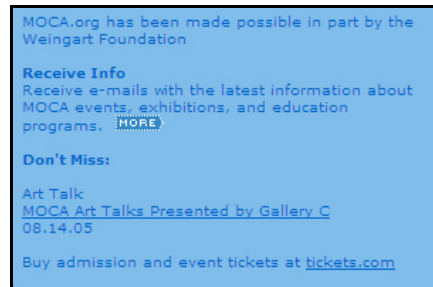 MOCA.org has been made possible in part by the
Weingart Foundation
Receive Info
Receive e-mails with the latest information about
MOCA events, exhibitions, and education
programs. MORE
Don't Miss:
Art Talk
MOCA Art Talks Presented by Gallery C
08.14.05
Buy admission and event tickets at tickets.com